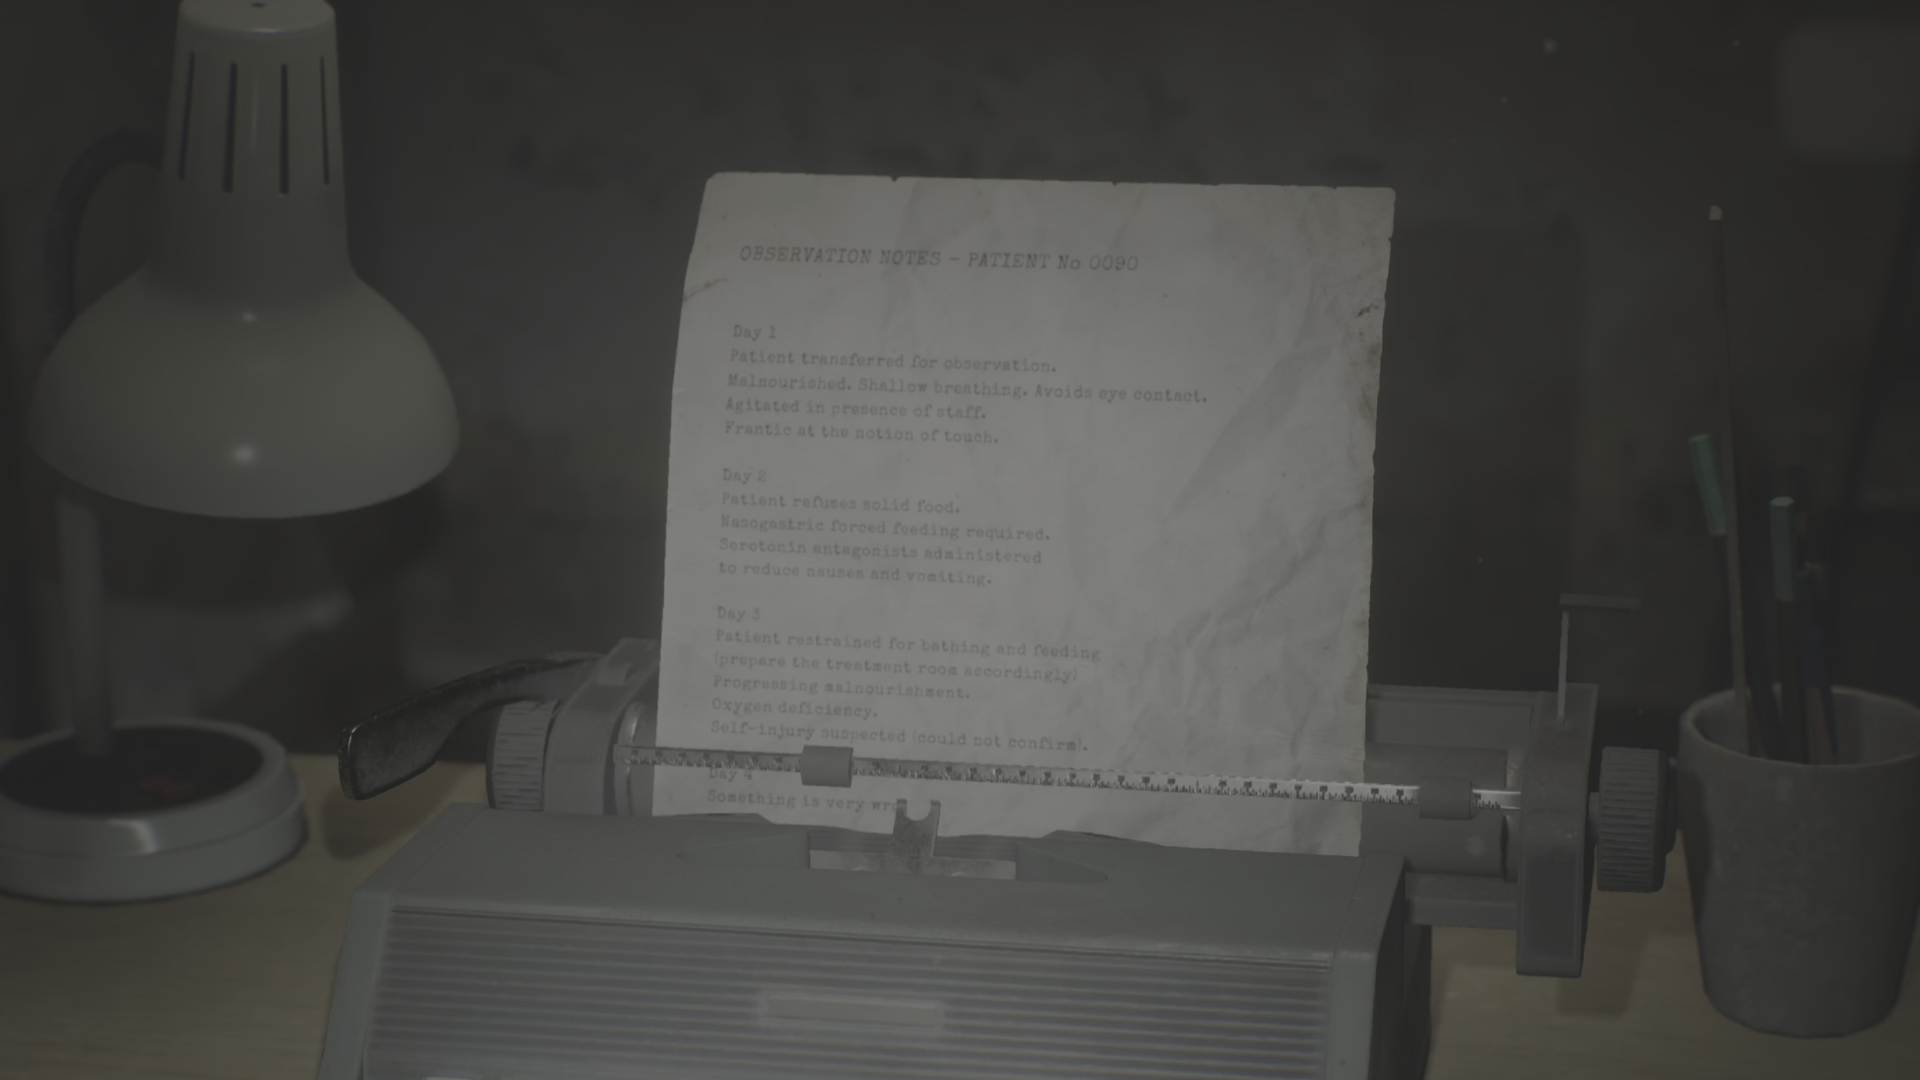 OBSERVATION NOTES - PATIENT No 0090
Day 1
Patient transferred for observation.
Malnourished. Shallow breathing. Avoids eye contact.
Agitated in presence of staff.
Frantic at the notion of touch.
Day 2
Patient refuses solid food.
Nasogastric forced feeding required.
Serotonin antagonists administered
to reduce nausea and vomiting.
Day 3
Patient restrained for bathing and feeding
(prepare the treatment room accordingly)
Progressing malnourishment.
Oxygen deficiency.
Self-injury suspected (could not confirm).
Day 4
Something is very